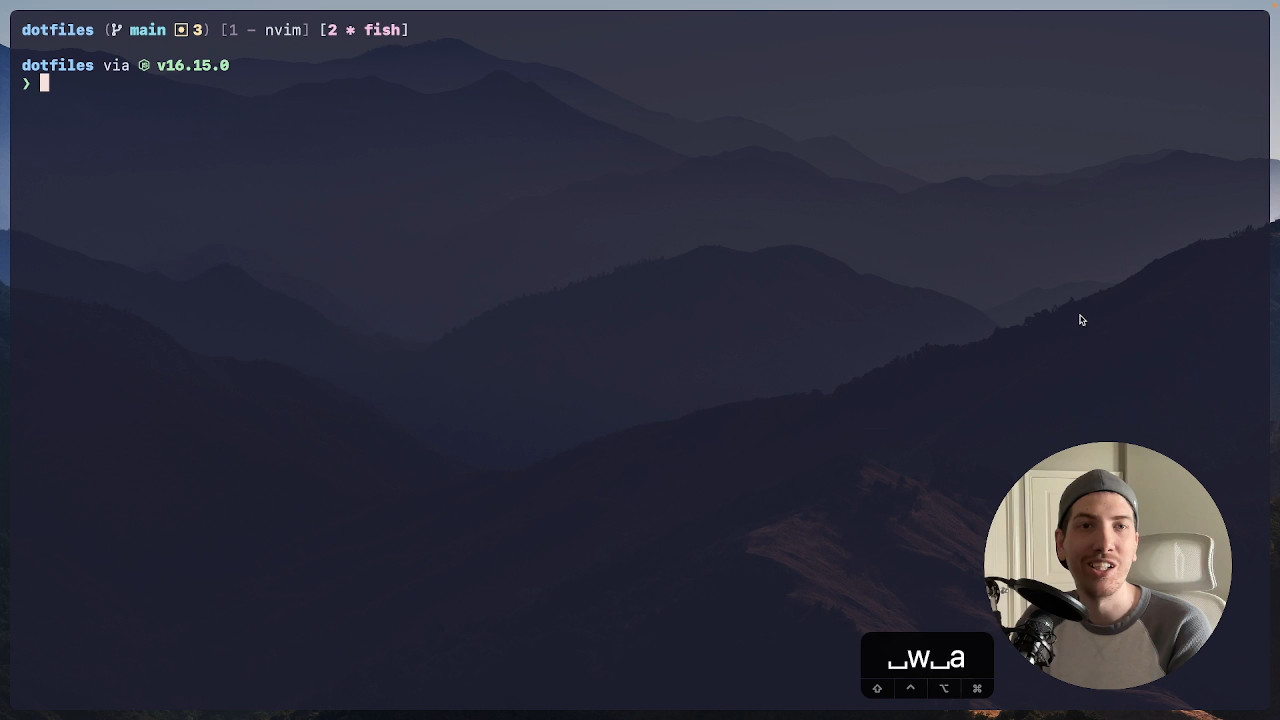 dotfiles ( main 3) [1 - nvim] [2 * fish]
dotfiles via v16.15.0
❯
␣w␣a
⇧ ^ ⌥ ⌘